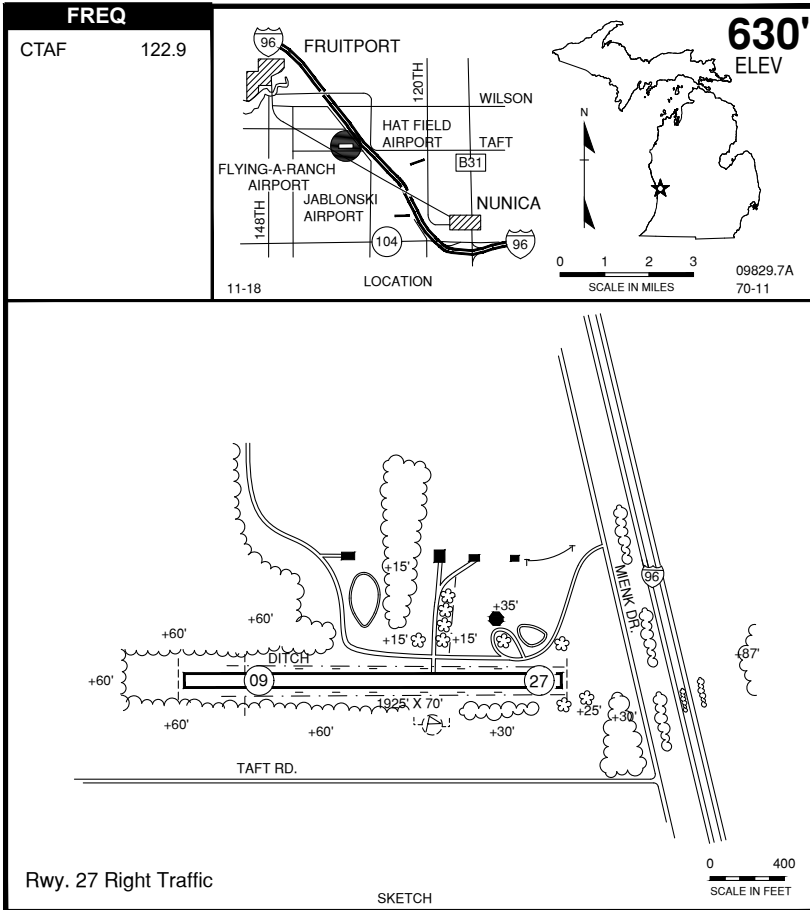 FREQ
CTAF 122.9
96
FRUITPORT
120TH
WILSON
HAT FIELD
AIRPORT
TAFT
B31
FLYING-A-RANCH
AIRPORT
JABLONSKI
AIRPORT
NUNICA
148TH
104
96
11-18
LOCATION
630'
ELEV
N
0 1 2 3
SCALE IN MILES
09829.7A
70-11
+15'
+35'
96
MIENK DR.
+60'
+60'
+15'
+15'
DITCH
+87'
+60'
09
27
1925' X 70'
+60'
+60'
+30'
+25'
+30'
TAFT RD.
Rwy. 27 Right Traffic
0 400
SCALE IN FEET
SKETCH